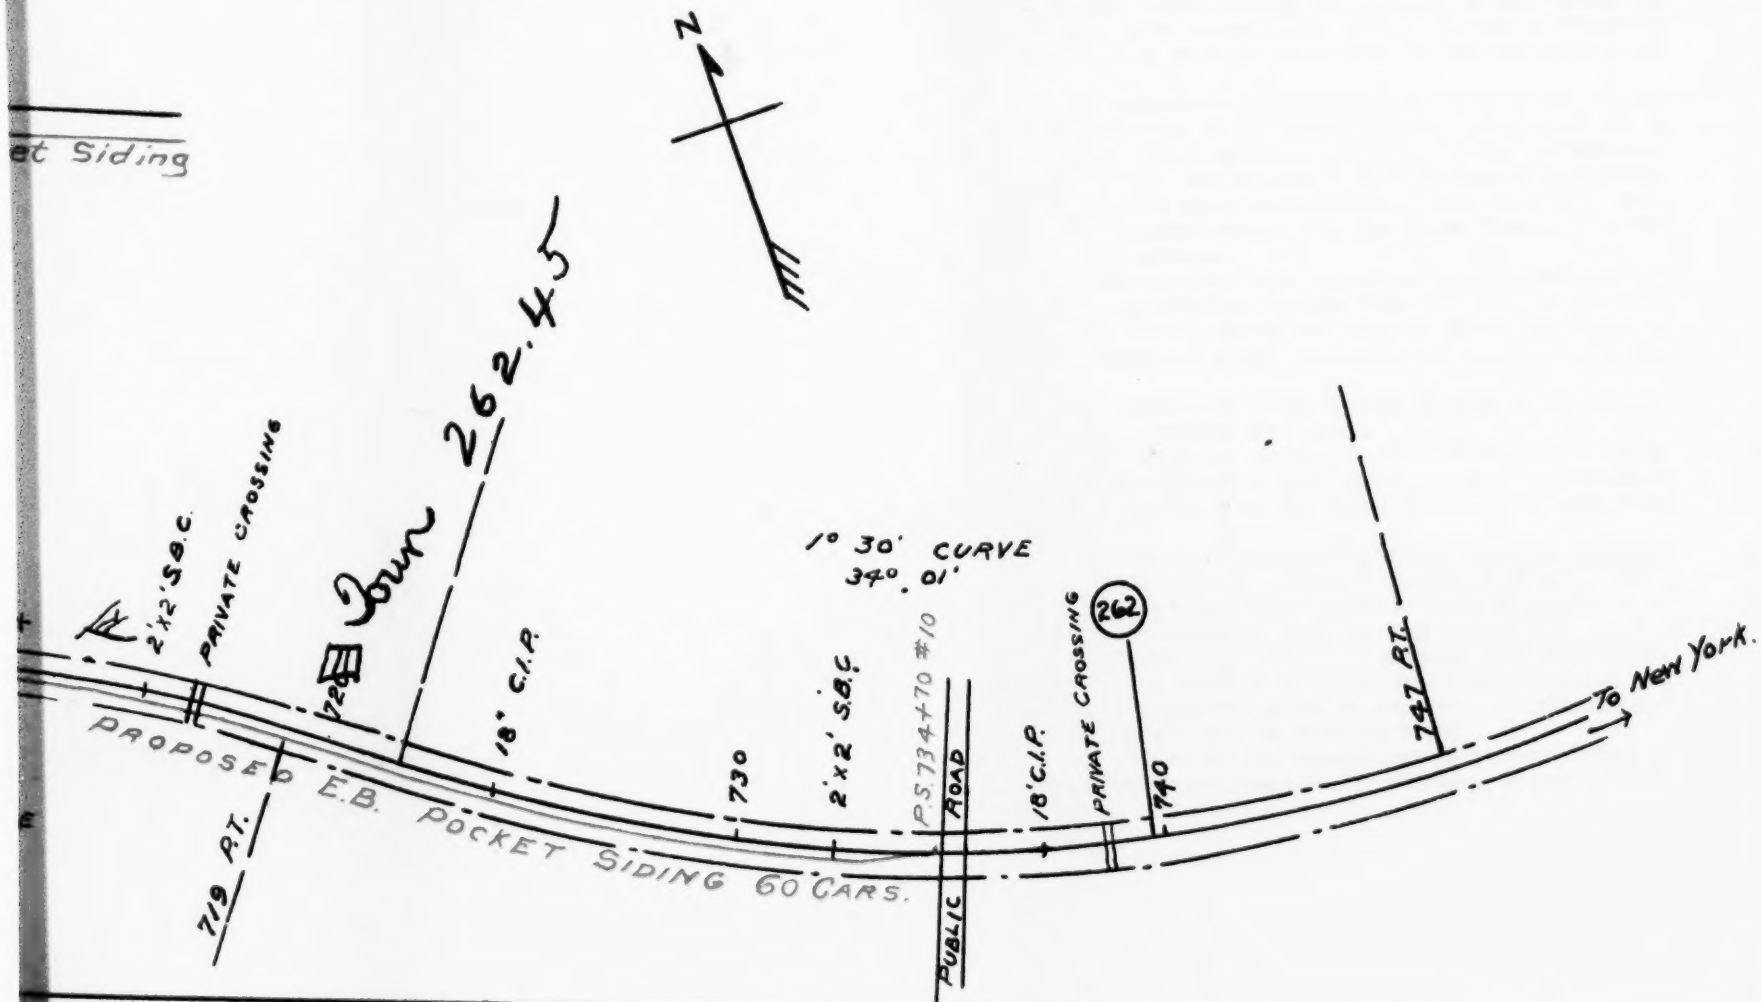 N
et Siding
262.45
2'x2' S.B.C.
PRIVATE CROSSING
720
18" C.I.P.
1° 30' CURVE
34°. 01'
730
2'x2' S.B.C.
P.S. 734+70 #10
PUBLIC ROAD
18" C.I.P.
PRIVATE CROSSING
262
740
747 P.T.
To New York.
719 P.T.
PROPOSED E.B. POCKET SIDING 60 CARS.
E